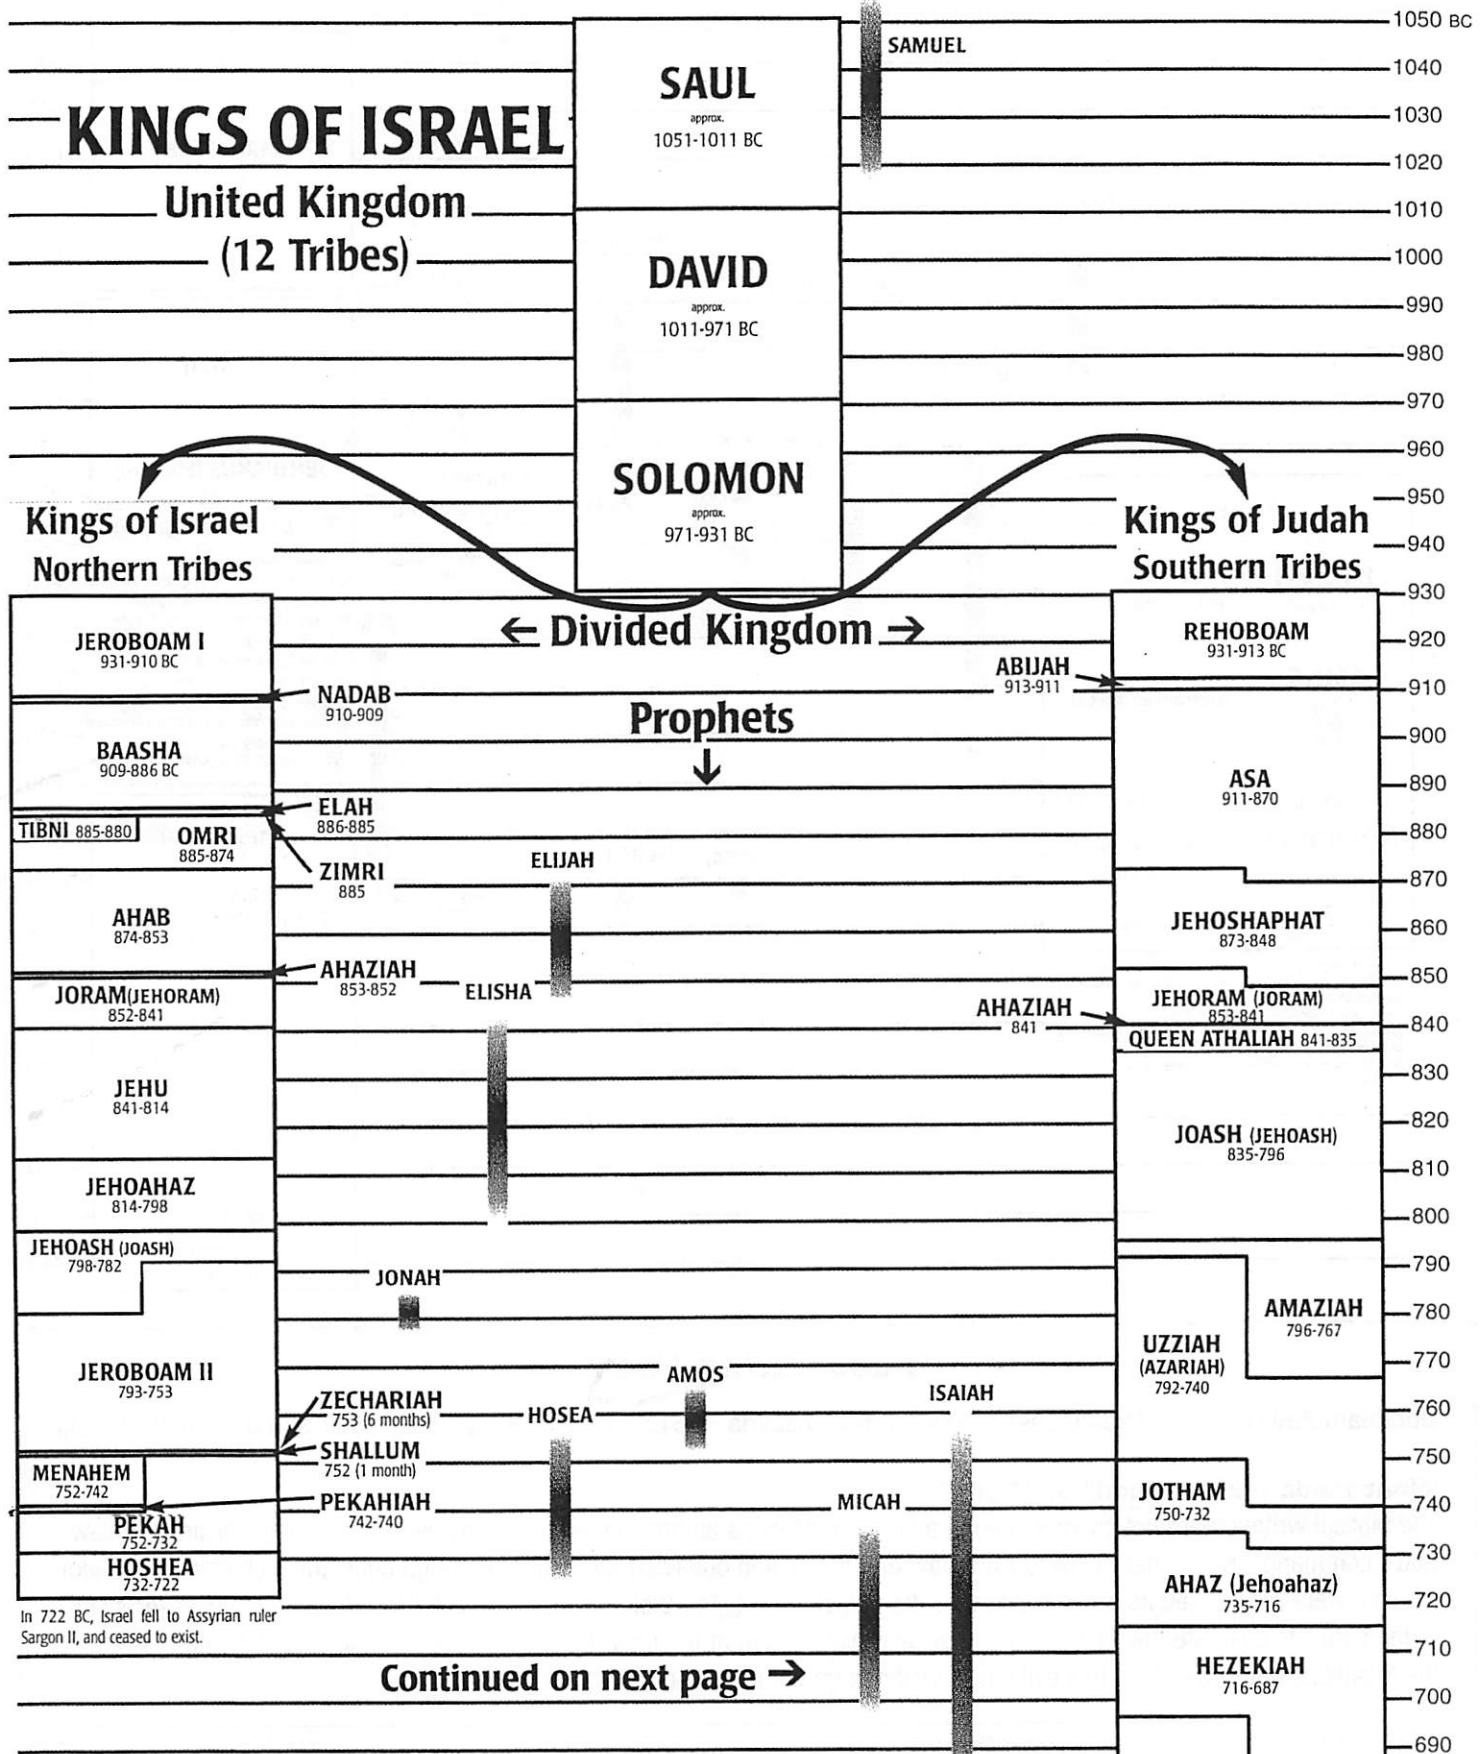 1050 BC
SAMUEL
SAUL
approx.
1051-1011 BC
1040
1030
1020
KINGS OF ISRAEL
United Kingdom
(12 Tribes)
1010
1000
DAVID
approx.
1011-971 BC
990
980
970
960
SOLOMON
approx.
971-931 BC
950
940
Kings of Israel
Northern Tribes
Kings of Judah
Southern Tribes
930
← Divided Kingdom →
JEROBOAM I
931-910 BC
REHOBOAM
931-913 BC
920
NADAB
910-909
ABIJAH
913-911
910
Prophets
↓
BAASHA
909-886 BC
900
ASA
911-870
890
ELAH
886-885
TIBNI 885-880
OMRI
885-874
880
ZIMRI
885
ELIJAH
870
AHAB
874-853
JEHOSHAPHAT
873-848
860
AHAZIAH
853-852
850
JORAM(JEHORAM)
852-841
ELISHA
JEHORAM (JORAM)
853-841
AHAZIAH
841
840
QUEEN ATHALIAH 841-835
JEHU
841-814
830
820
JOASH (JEHOASH)
835-796
810
JEHOAHAZ
814-798
800
JEHOASH (JOASH)
798-782
790
JONAH
780
AMAZIAH
796-767
UZZIAH
(AZARIAH)
792-740
JEROBOAM II
793-753
770
AMOS
ISAIAH
ZECHARIAH
753 (6 months)
HOSEA
760
SHALLUM
752 (1 month)
750
MENAHEM
752-742
PEKAHIAH
742-740
MICAH
JOTHAM
750-732
740
PEKAH
752-732
730
HOSHEA
732-722
AHAZ (Jehoahaz)
735-716
720
In 722 BC, Israel fell to Assyrian ruler
Sargon II, and ceased to exist.
710
Continued on next page →
HEZEKIAH
716-687
700
690